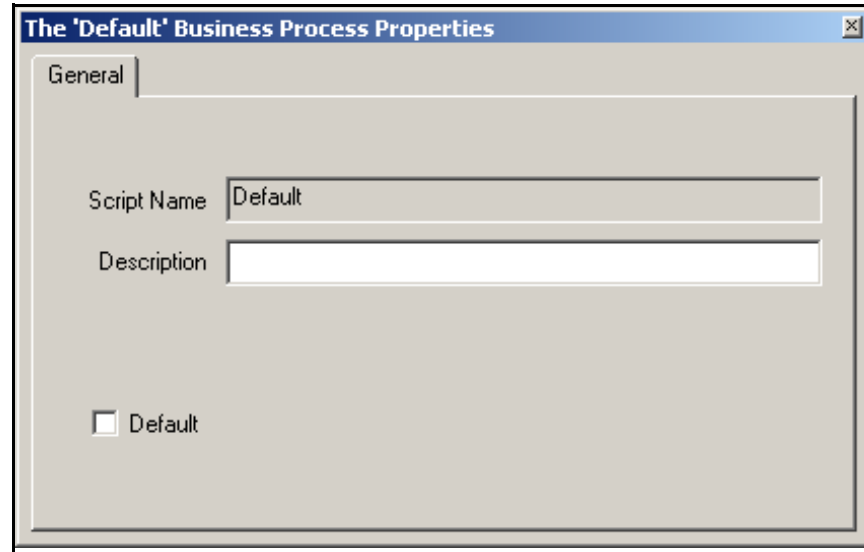 The 'Default' Business Process Properties
General
Script Name Default
Description
Default